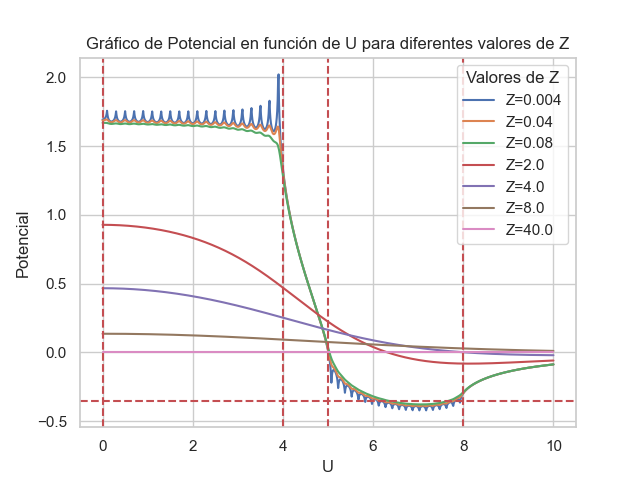 Gráfico de Potencial en función de U para diferentes valores de Z
Valores de Z
Z=0.004
Z=0.04
Z=0.08
Z=2.0
Z=4.0
Z=8.0
Z=40.0
2.0
1.5
1.0
0.5
0.0
−0.5
Potencial
0 2 4 6 8 10
U